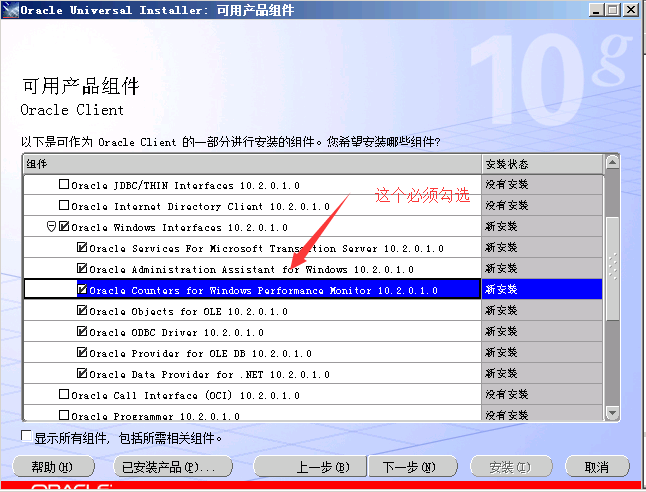 Oracle Universal Installer: 可用产品组件
10g
可用产品组件
Oracle Client
以下是可作为 Oracle Client 的一部分进行安装的组件。您希望安装哪些组件?
组件 安装状态
Oracle JDBC/THIN Interfaces 10.2.0.1.0 没有安装
这个必须勾选
Oracle Internet Directory Client 10.2.0.1.0 没有安装
Oracle Windows Interfaces 10.2.0.1.0 新安装
Oracle Services For Microsoft Transaction Server 10.2.0.1.0 新安装
Oracle Administration Assistant for Windows 10.2.0.1.0 新安装
Oracle Counters for Windows Performance Monitor 10.2.0.1.0 新安装
Oracle Objects for OLE 10.2.0.1.0 新安装
Oracle ODBC Driver 10.2.0.1.0 新安装
Oracle Provider for OLE DB 10.2.0.1.0 新安装
Oracle Data Provider for .NET 10.2.0.1.0 新安装
Oracle Call Interface (OCI) 10.2.0.1.0 没有安装
Oracle Programmer 10.2.0.1.0 没有安装
显示所有组件, 包括所需相关组件。
帮助(H) 已安装产品(P)... 上一步(B) 下一步(N) 安装(I) 取消
ORACLE